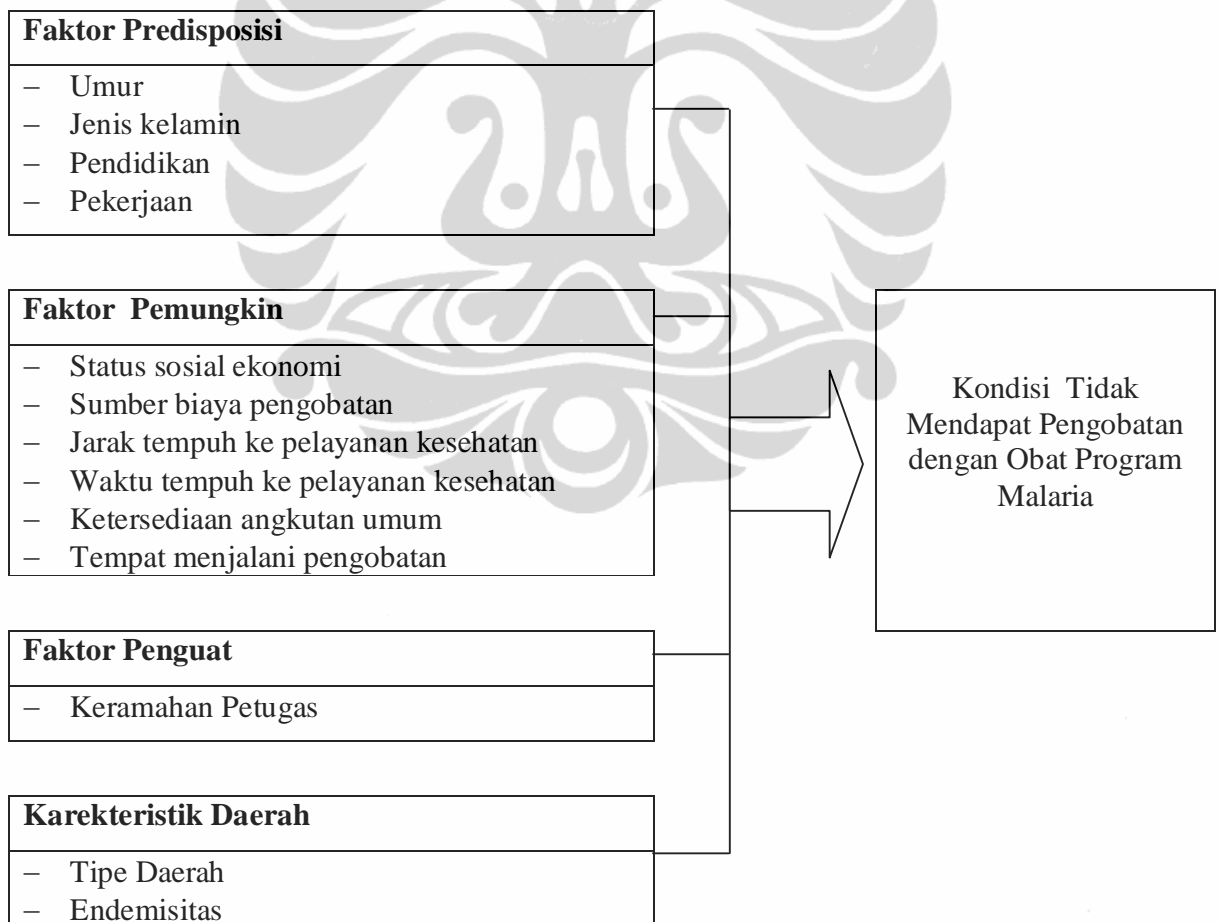 Faktor Predisposisi
– Umur
– Jenis kelamin
– Pendidikan
– Pekerjaan
Faktor Pemungkin
– Status sosial ekonomi
– Sumber biaya pengobatan
– Jarak tempuh ke pelayanan kesehatan
– Waktu tempuh ke pelayanan kesehatan
– Ketersediaan angkutan umum
– Tempat menjalani pengobatan
Faktor Penguat
– Keramahan Petugas
Karekteristik Daerah
– Tipe Daerah
– Endemisitas
Kondisi Tidak
Mendapat Pengobatan
dengan Obat Program
Malaria